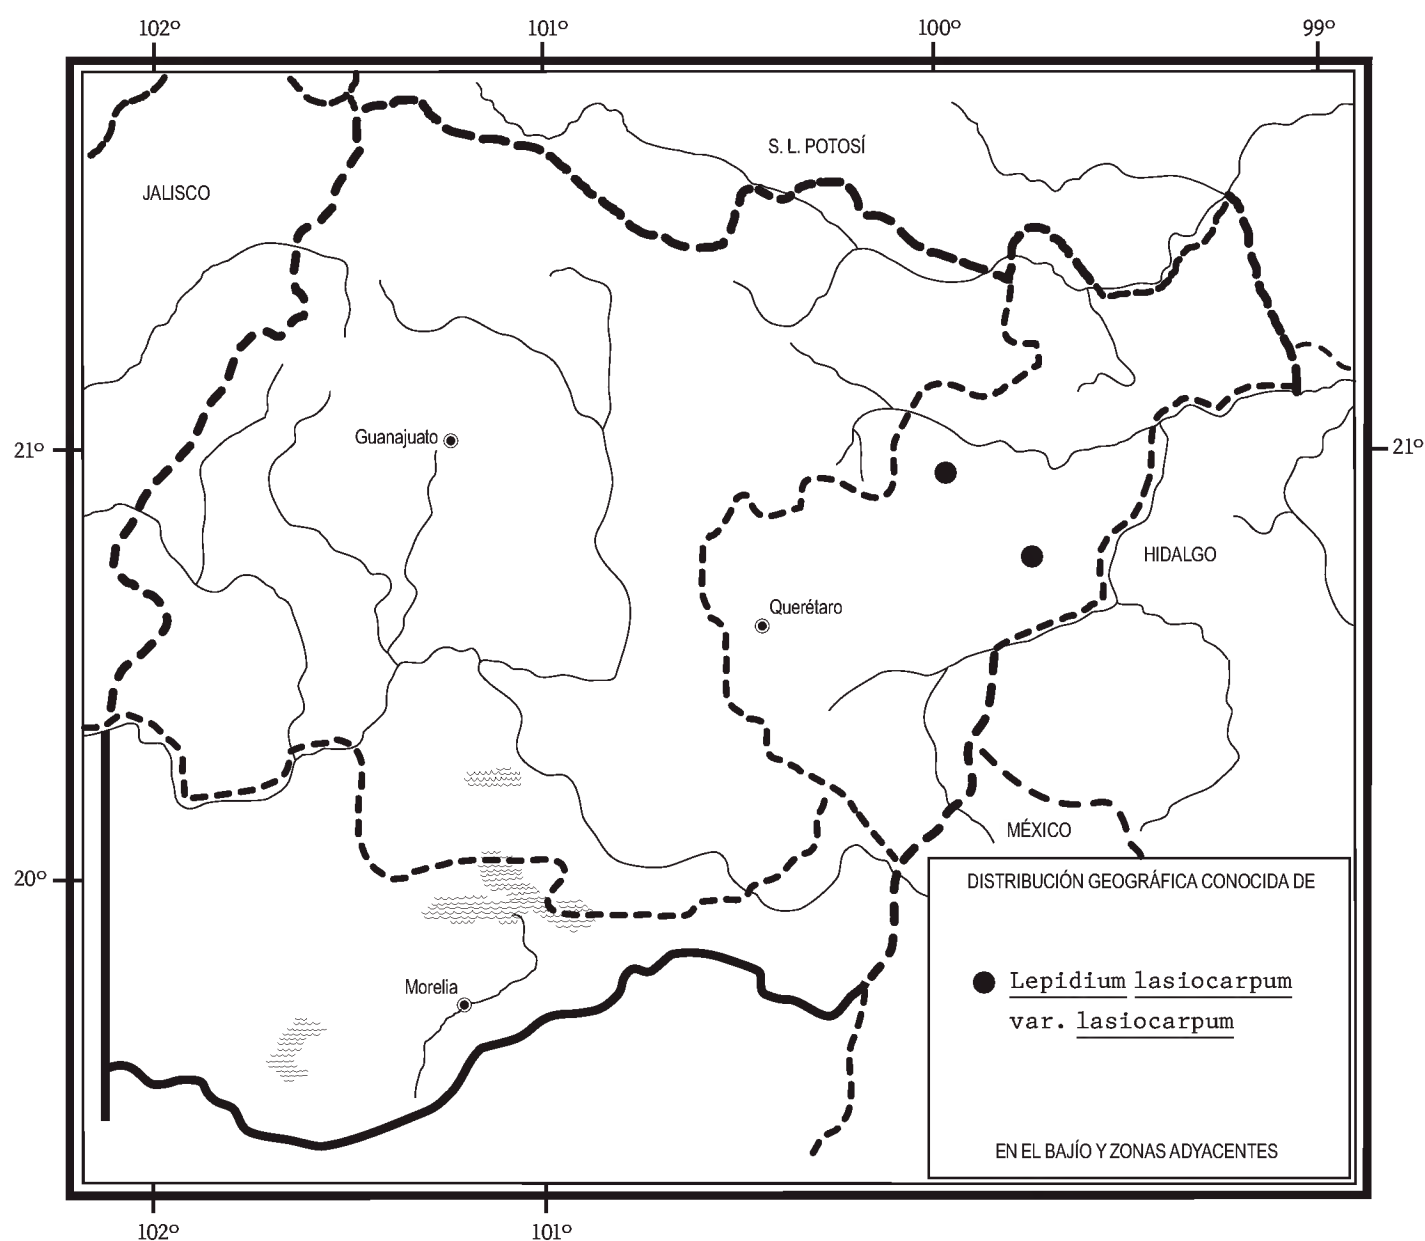 102º 101º 100º 99º
S. L. POTOSÍ
JALISCO
Guanajuato
21º 21º
HIDALGO
Querétaro
MÉXICO
20º
DISTRIBUCIÓN GEOGRÁFICA CONOCIDA DE
Lepidium lasiocarpum
Morelia
var. lasiocarpum
EN EL BAJÍO Y ZONAS ADYACENTES
102º 101º